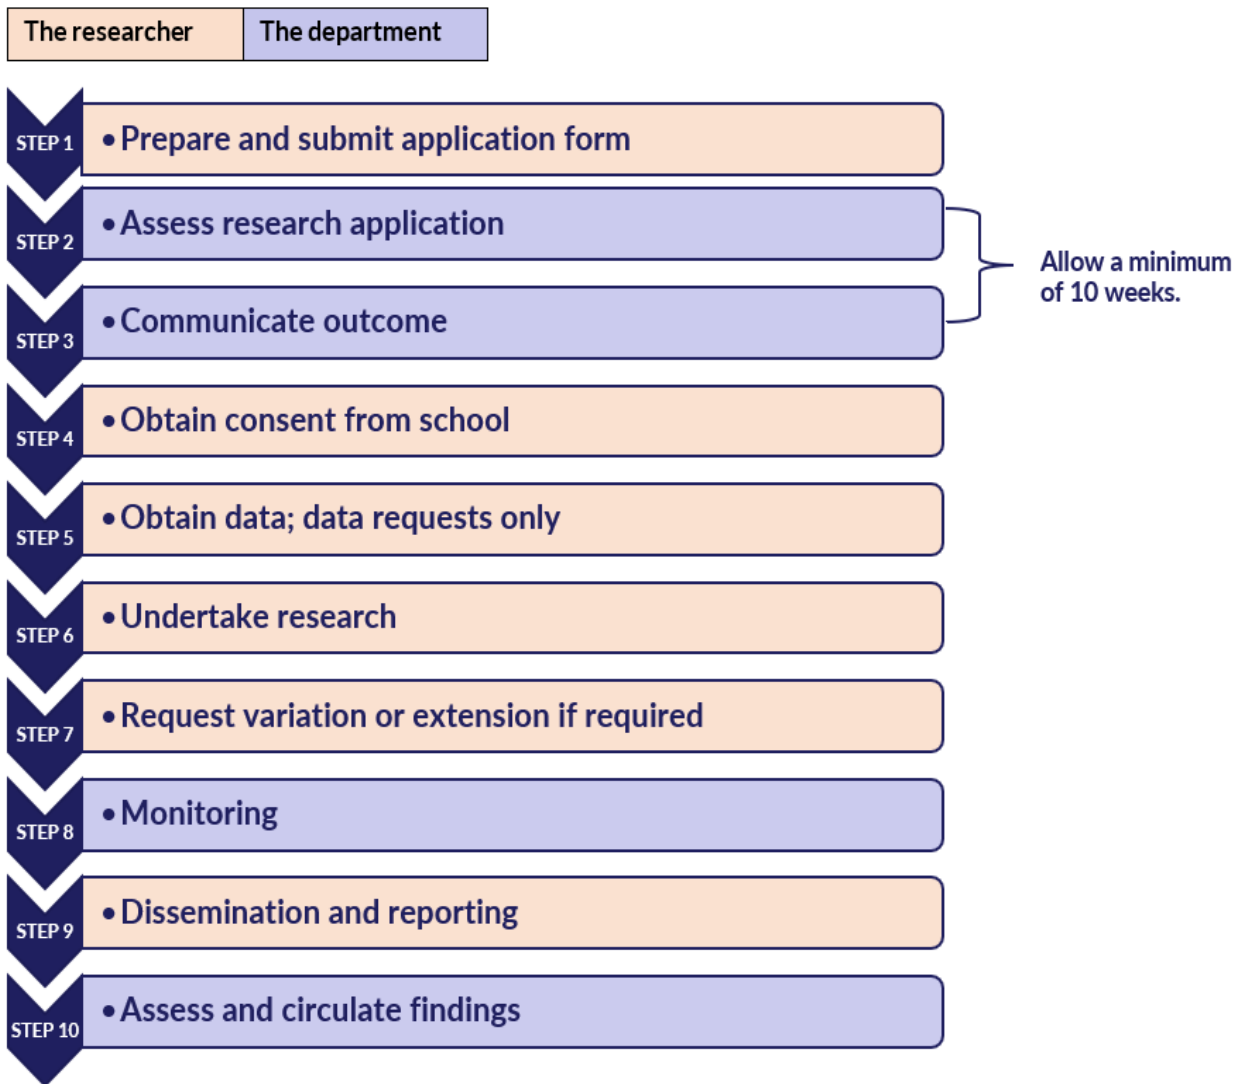 The researcher
The department
STEP 1
• Prepare and submit application form
STEP 2
• Assess research application
STEP 3
• Communicate outcome
Allow a minimum
of 10 weeks.
STEP 4
• Obtain consent from school
STEP 5
• Obtain data; data requests only
STEP 6
• Undertake research
STEP 7
• Request variation or extension if required
STEP 8
• Monitoring
STEP 9
• Dissemination and reporting
STEP 10
• Assess and circulate findings